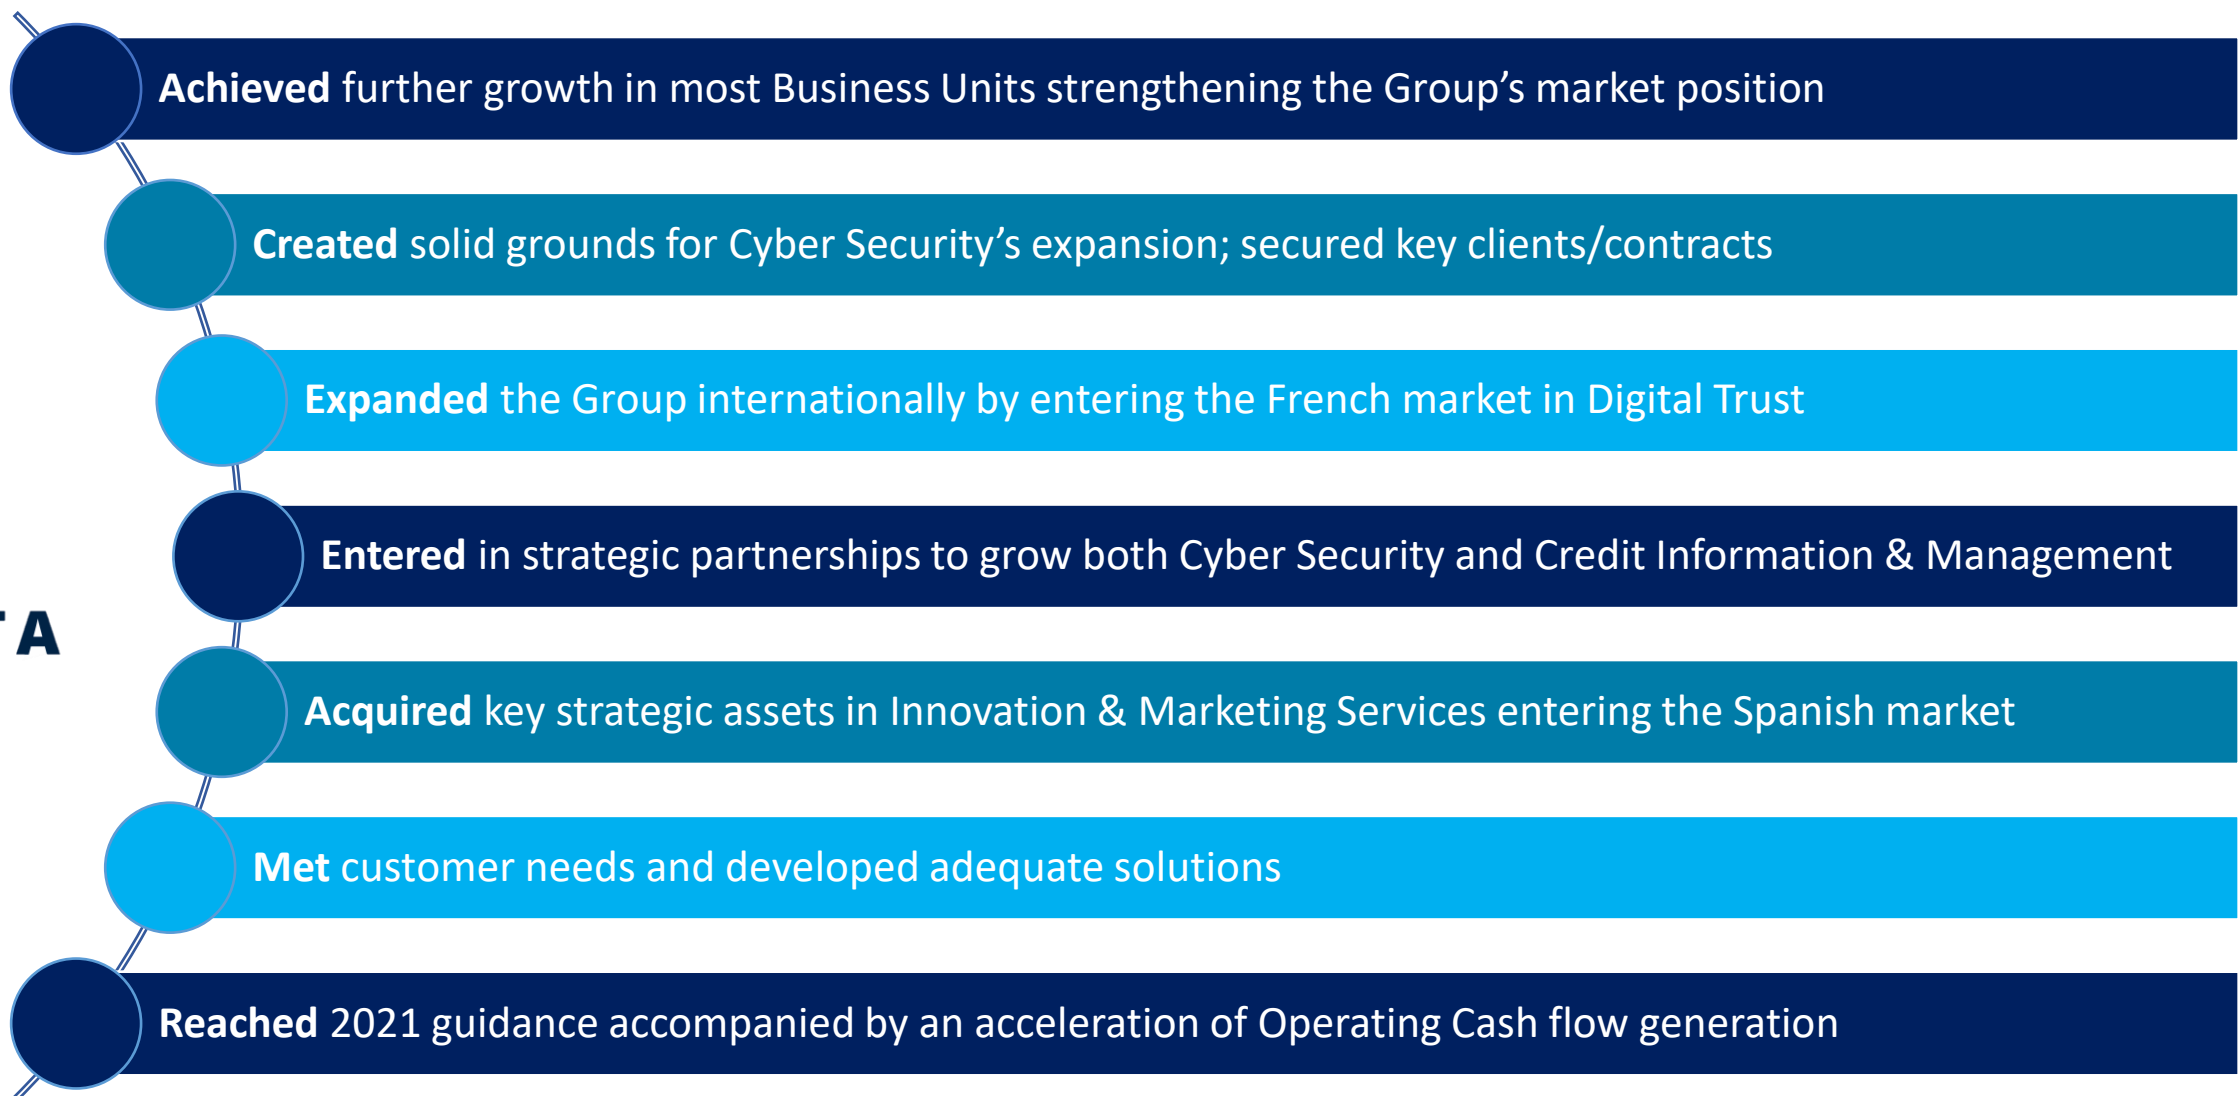 Achieved further growth in most Business Units strengthening the Group’s market position
Created solid grounds for Cyber Security’s expansion; secured key clients/contracts
Expanded the Group internationally by entering the French market in Digital Trust
Entered in strategic partnerships to grow both Cyber Security and Credit Information & Management
Acquired key strategic assets in Innovation & Marketing Services entering the Spanish market
Met customer needs and developed adequate solutions
Reached 2021 guidance accompanied by an acceleration of Operating Cash flow generation